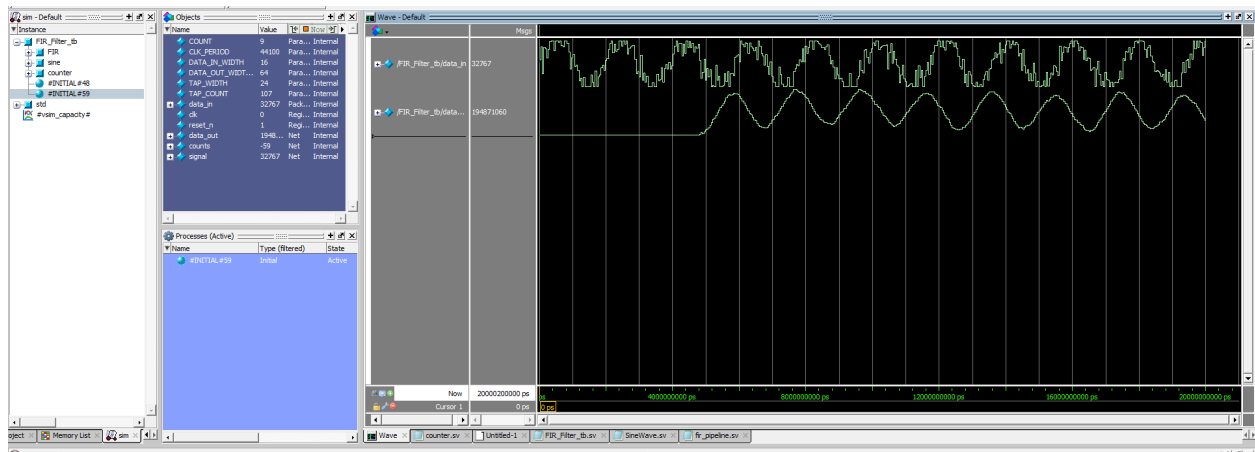 sim - Default
Instance
FIR_Filter_tb
FIR
sine
counter
#INITIAL#48
#INITIAL#59
std
#vsim_capacity#
Objects
Name Value Now
COUNT 9 Para... Internal
CLK_PERIOD 44100 Para... Internal
DATA_IN_WIDTH 16 Para... Internal
DATA_OUT_WIDT... 64 Para... Internal
TAP_WIDTH 24 Para... Internal
TAP_COUNT 107 Para... Internal
data_in 32767 Pack... Internal
clk 0 Regi... Internal
reset_n 1 Regi... Internal
data_out 1948... Net Internal
counts -59 Net Internal
signal 32767 Net Internal
Processes (Active)
Name Type (filtered) State
#INITIAL#59 Initial Active
Wave - Default
Msgs
/FIR_Filter_tb/data_in 32767
/FIR_Filter_tb/data... 194871060
Now 20000200000 ps
ps 4000000000 ps 8000000000 ps 12000000000 ps 16000000000 ps 20000000000 ps
Cursor 1 0 ps 0 ps
oject Memory List sim
Wave counter.sv Untitled-1 FIR_Filter_tb.sv SineWave.sv fir_pipeline.sv